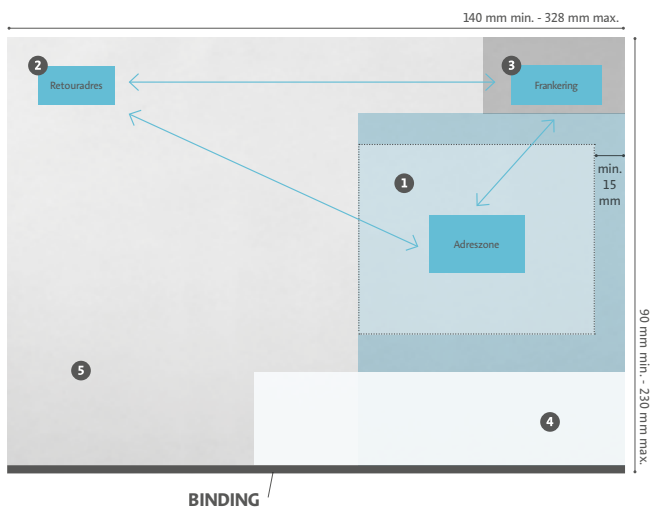 140 mm min. - 328 mm max.
2
Retouradres
3
Frankering
min.
15
mm
1
Adreszone
90 mm min. - 230 mm max.
5
4
BINDING